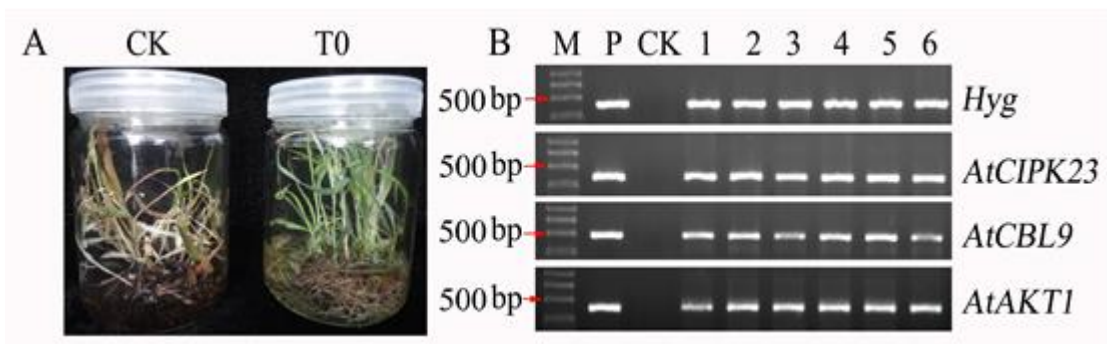 A CK T0 B M P CK 1 2 3 4 5 6
500 bp Hyg
500 bp AtCIPK23
500 bp AtCBL9
500 bp AtAKT1